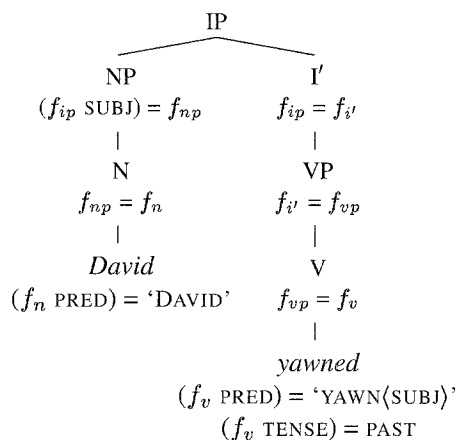 IP
NP I′
(f_ip SUBJ) = f_np f_ip = f_i′
N VP
f_np = f_n f_i′ = f_vp
David V
(f_n PRED) = ‘DAVID’ f_vp = f_v
yawned
(f_v PRED) = ‘YAWN⟨SUBJ⟩’
(f_v TENSE) = PAST